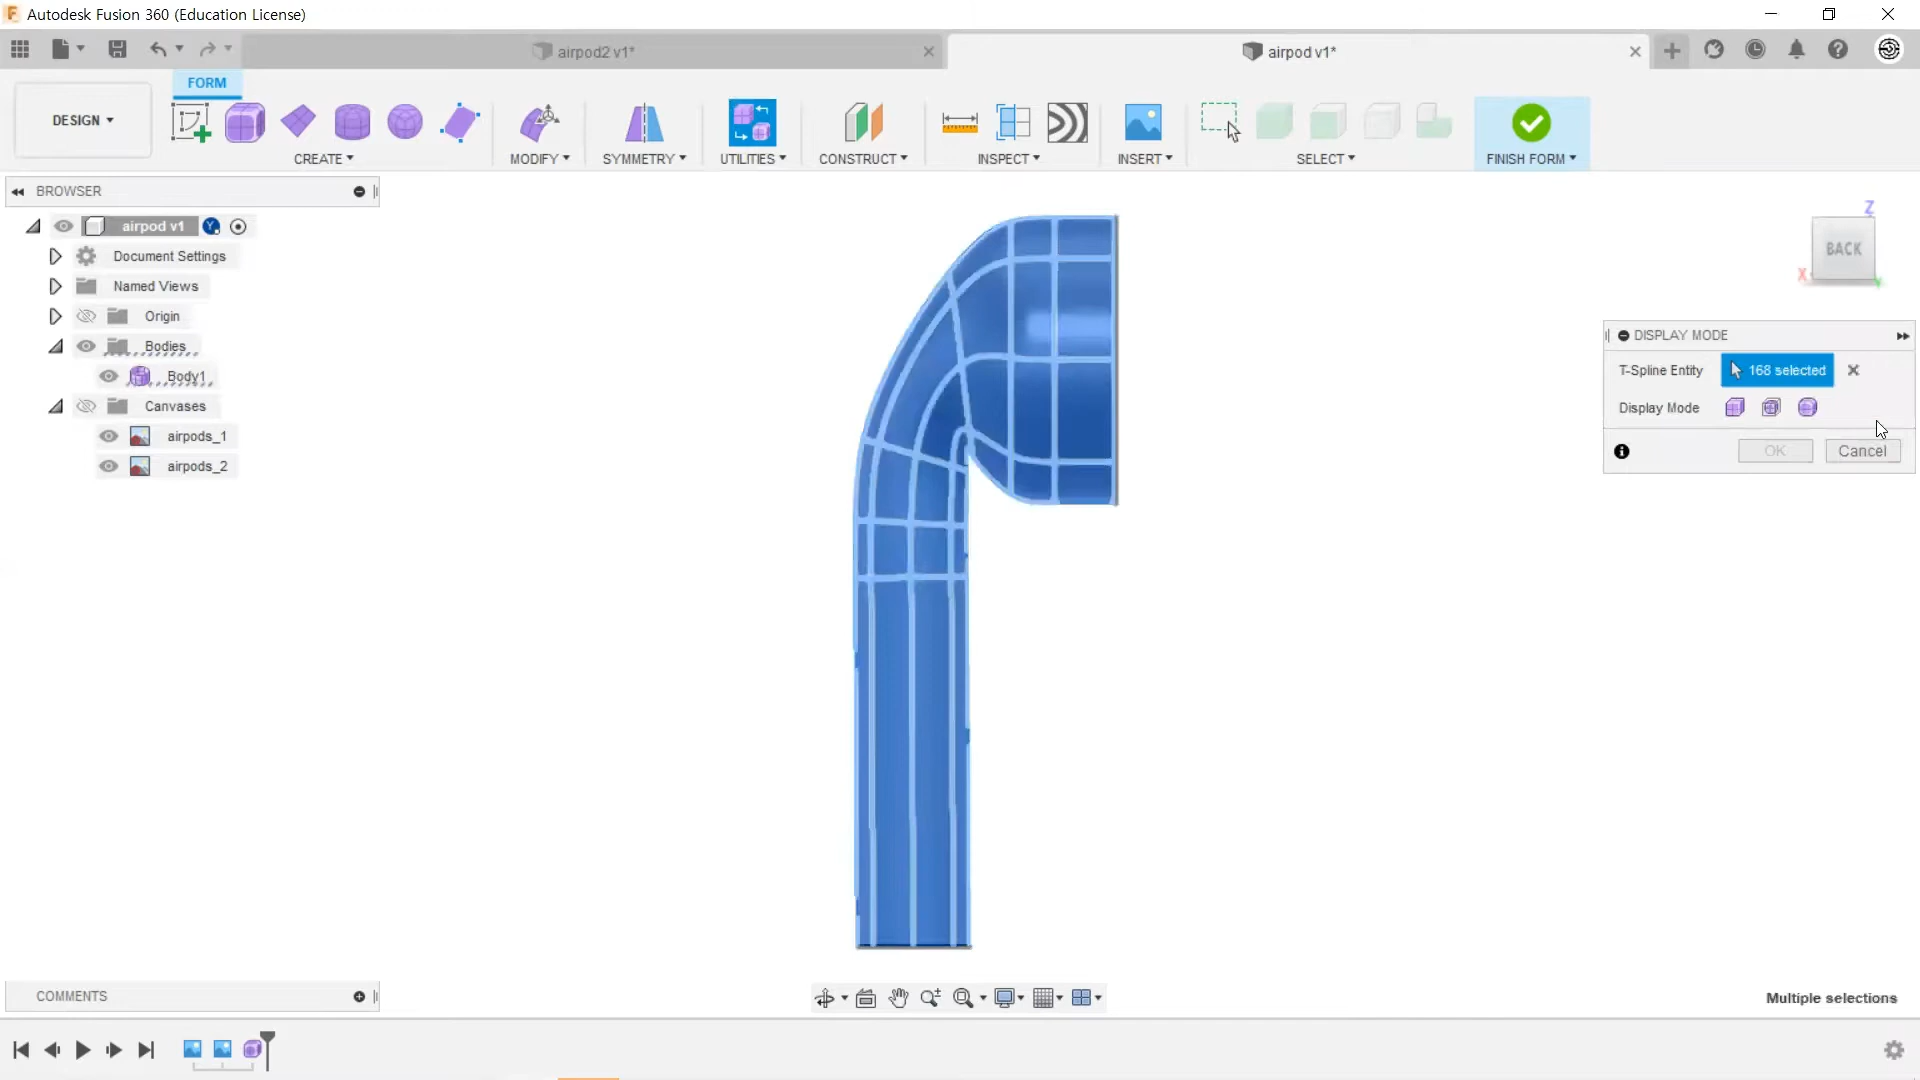 Autodesk Fusion 360 (Education License)
airpod2 v1*
airpod v1*
FORM
DESIGN
CREATE
MODIFY
SYMMETRY
UTILITIES
CONSTRUCT
INSPECT
INSERT
SELECT
FINISH FORM
BROWSER
airpod v1
Document Settings
Named Views
Origin
Bodies
Body1
Canvases
airpods_1
airpods_2
Z
BACK
X
Y
DISPLAY MODE
T-Spline Entity
168 selected
Display Mode
OK
Cancel
COMMENTS
Multiple selections